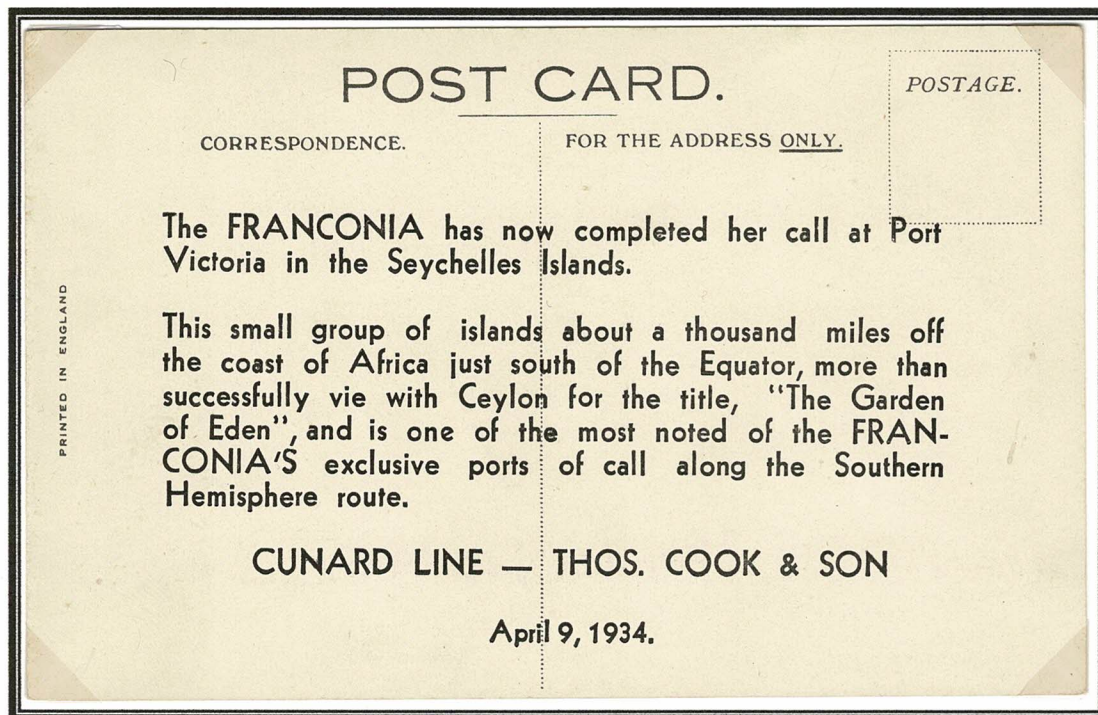 POST CARD.
POSTAGE.
CORRESPONDENCE.
FOR THE ADDRESS ONLY.
The FRANCONIA has now completed her call at Port
Victoria in the Seychelles Islands.
This small group of islands about a thousand miles off
the coast of Africa just south of the Equator, more than
successfully vie with Ceylon for the title, "The Garden
of Eden", and is one of the most noted of the FRAN-
CONIA'S exclusive ports of call along the Southern
Hemisphere route.
CUNARD LINE — THOS. COOK & SON
April 9, 1934.
PRINTED IN ENGLAND